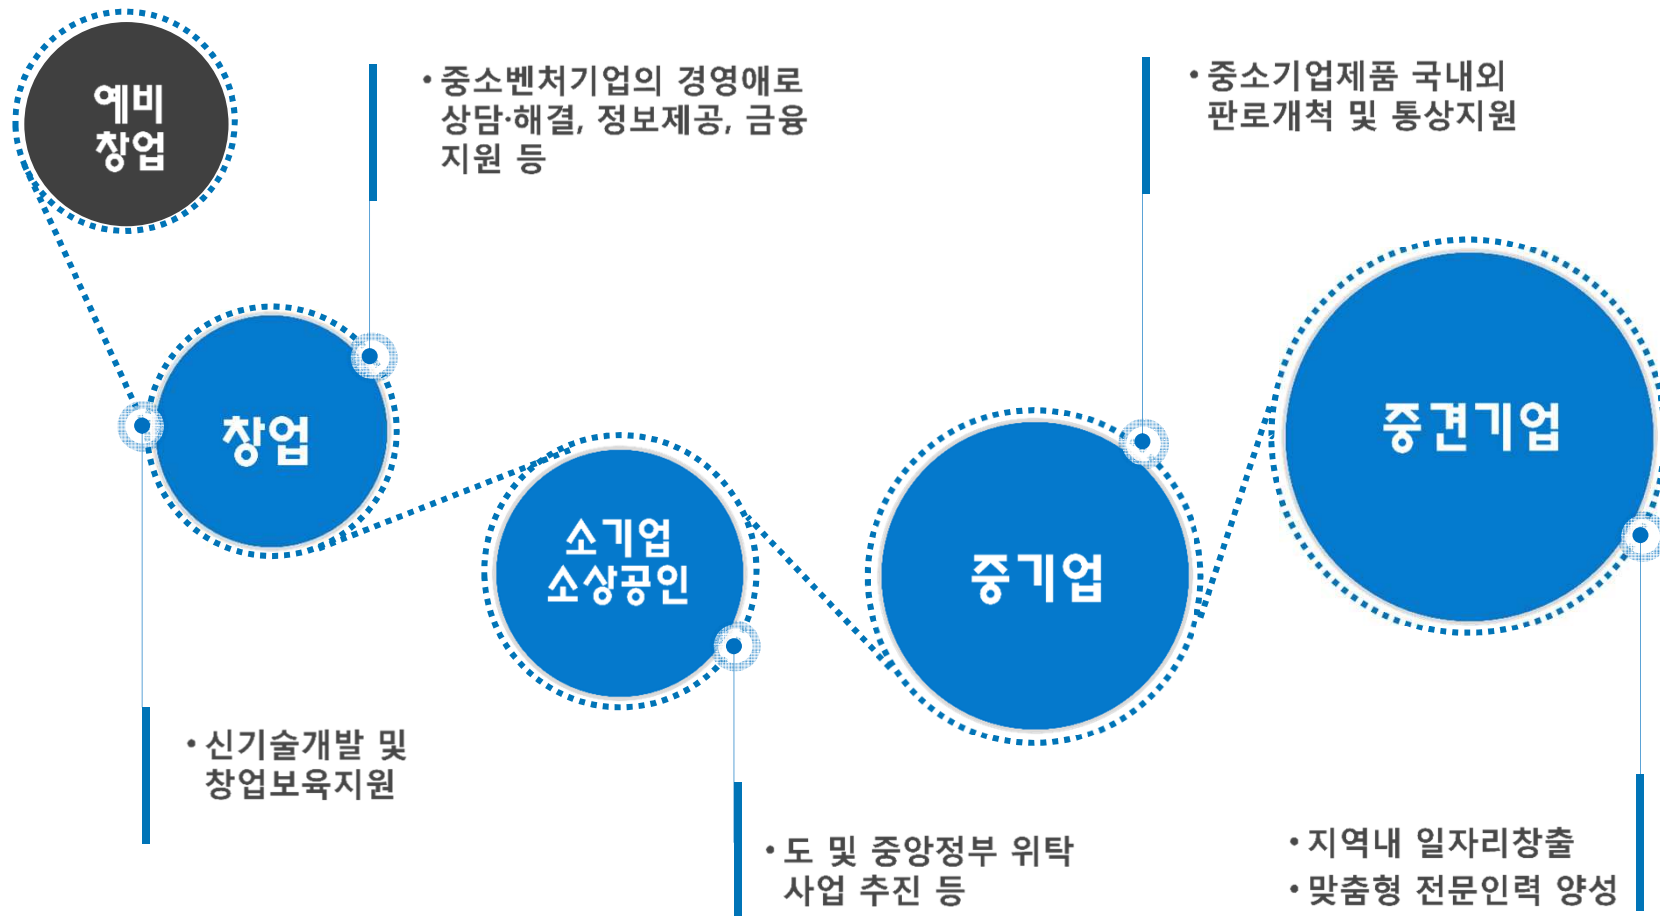 예비
창업
• 중소벤처기업의 경영애로
상담·해결, 정보제공, 금융
지원 등
• 중소기업제품 국내외
판로개척 및 통상지원
창업
소기업
소상공인
중기업
중견기업
• 신기술개발 및
창업보육지원
• 도 및 중앙정부 위탁
사업 추진 등
• 지역내 일자리창출
• 맞춤형 전문인력 양성